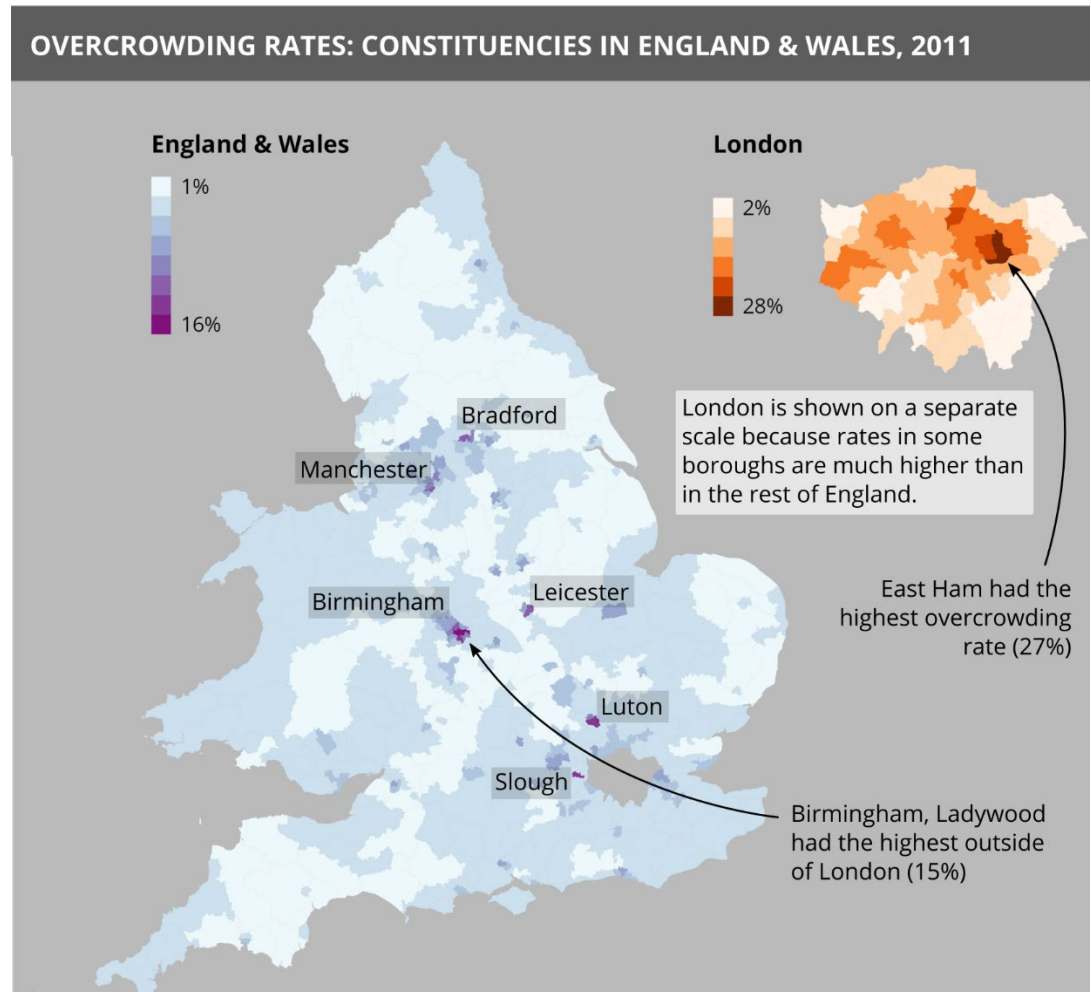 OVERCROWDING RATES: CONSTITUENCIES IN ENGLAND & WALES, 2011
England & Wales
1%
16%
London
2%
28%
London is shown on a separate
scale because rates in some
boroughs are much higher than
in the rest of England.
Bradford
Manchester
Birmingham
Leicester
East Ham had the
highest overcrowding
rate (27%)
Luton
Slough
Birmingham, Ladywood
had the highest outside
of London (15%)